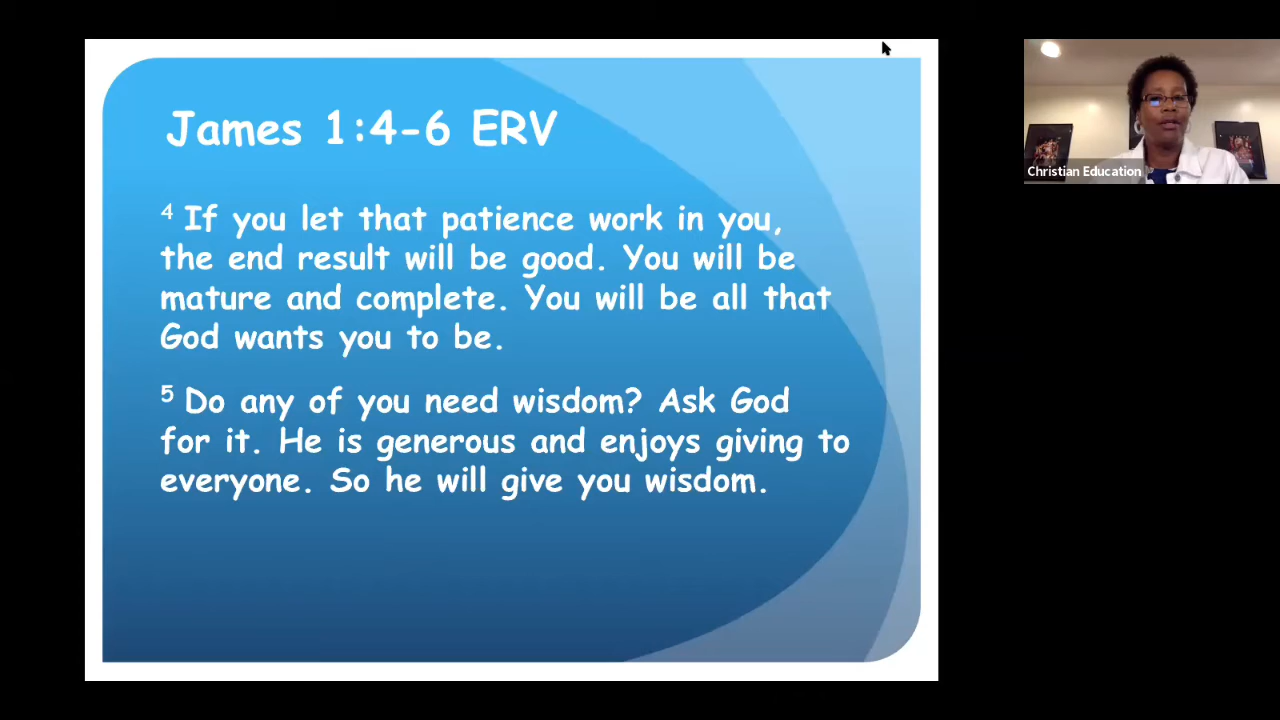 James 1:4-6 ERV
4 If you let that patience work in you,
the end result will be good. You will be
mature and complete. You will be all that
God wants you to be.
5 Do any of you need wisdom? Ask God
for it. He is generous and enjoys giving to
everyone. So he will give you wisdom.
Christian Education